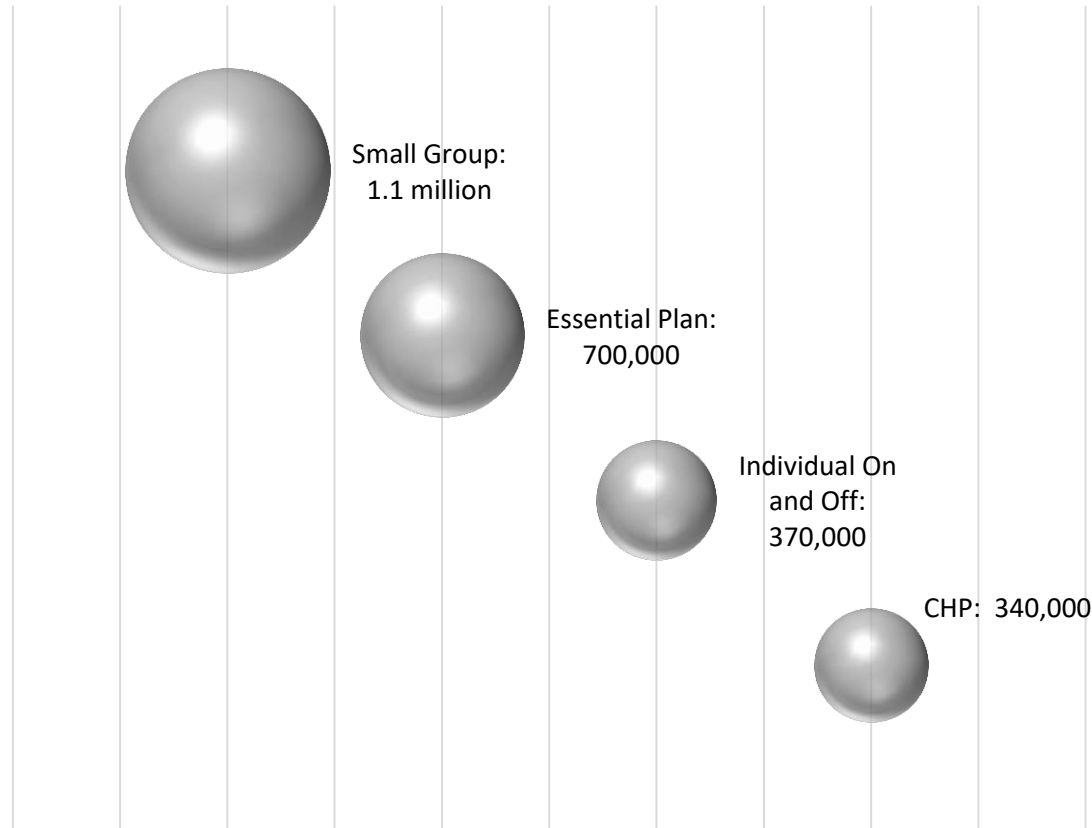 Small Group:
1.1 million
Essential Plan:
700,000
Individual On
and Off:
370,000
CHP:  340,000